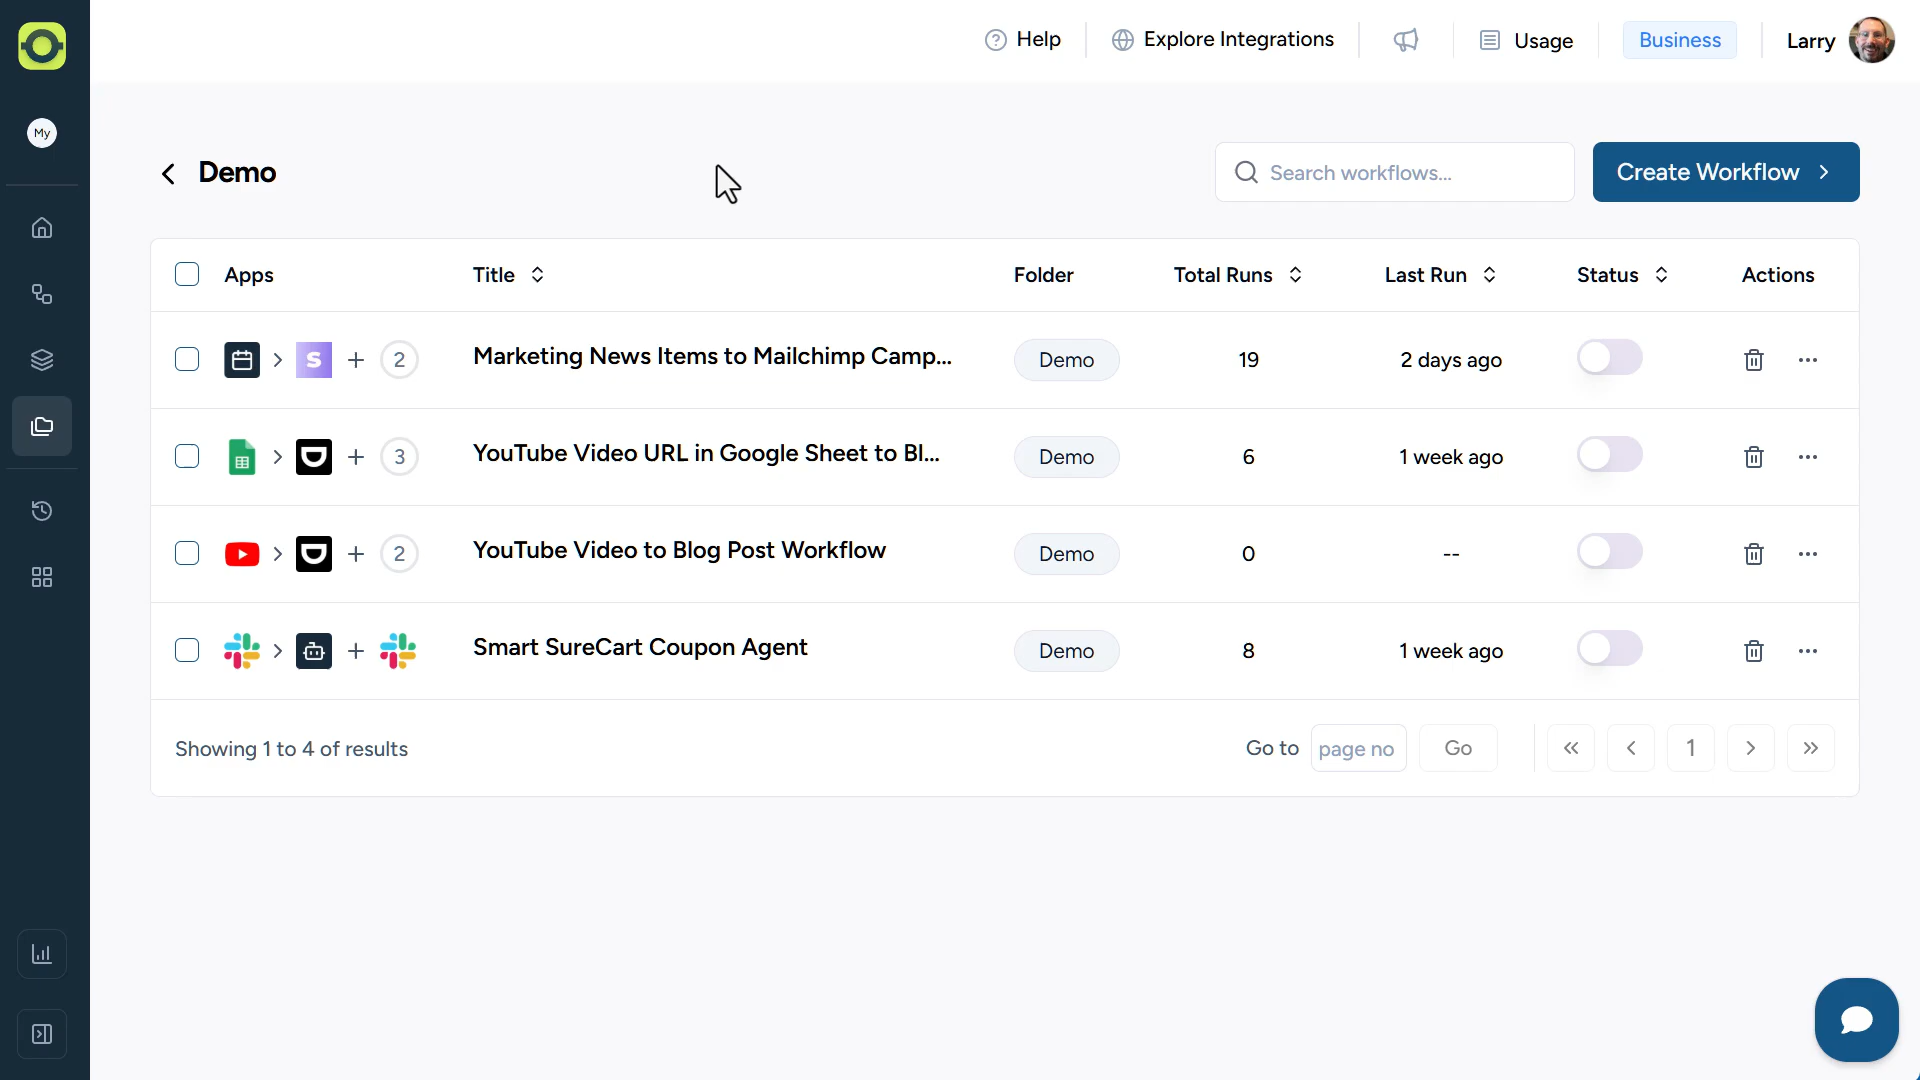 Help
Explore Integrations
Usage
Business
Larry
My
Demo
Search workflows...
Create Workflow
Apps Title Folder Total Runs Last Run Status Actions
S + 2 Marketing News Items to Mailchimp Camp... Demo 19 2 days ago
+ 3 YouTube Video URL in Google Sheet to Bl... Demo 6 1 week ago
+ 2 YouTube Video to Blog Post Workflow Demo 0 --
+ Smart SureCart Coupon Agent Demo 8 1 week ago
Showing 1 to 4 of results
Go to page no Go 1